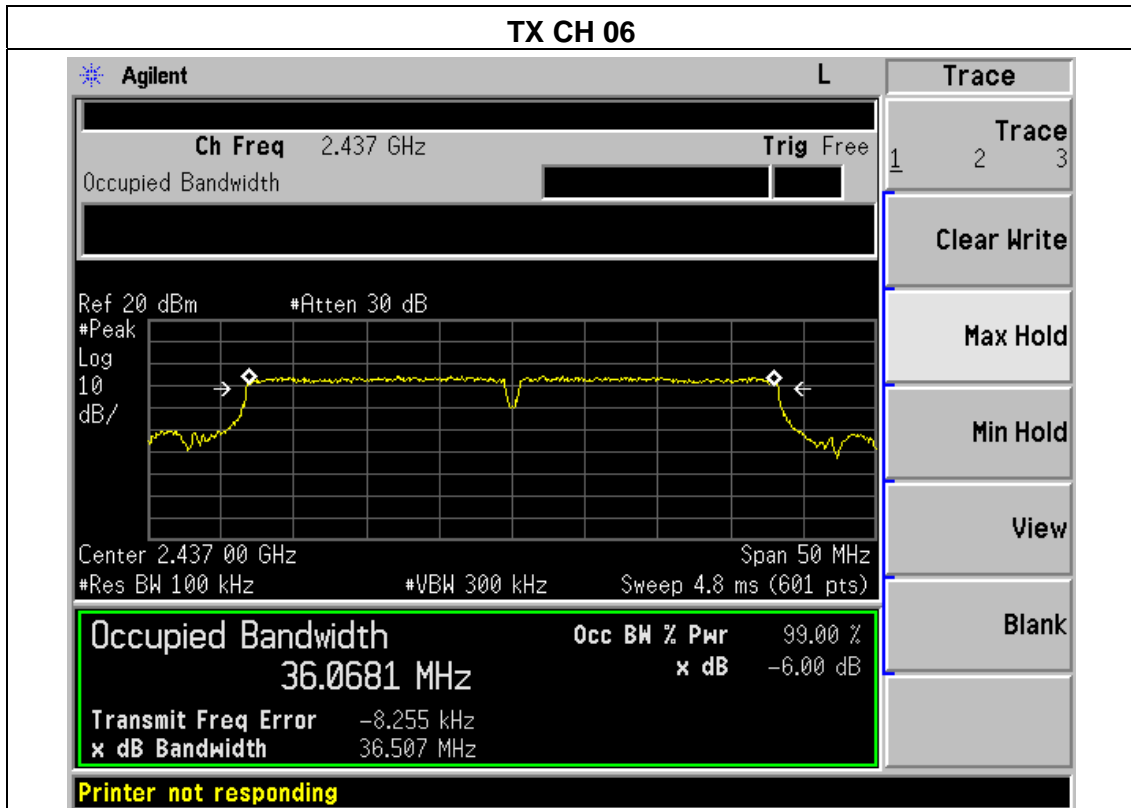 TX CH 06
Agilent L Trace
Ch Freq 2.437 GHz Trig Free
Occupied Bandwidth
Trace
1 2 3
Clear Write
Max Hold
Min Hold
View
Blank
Ref 20 dBm #Atten 30 dB
#Peak
Log
10
dB/
Center 2.437 00 GHz Span 50 MHz
#Res BW 100 kHz #VBW 300 kHz Sweep 4.8 ms (601 pts)
Occupied Bandwidth Occ BW % Pwr 99.00 %
36.0681 MHz x dB -6.00 dB
Transmit Freq Error -8.255 kHz
x dB Bandwidth 36.507 MHz
Printer not responding